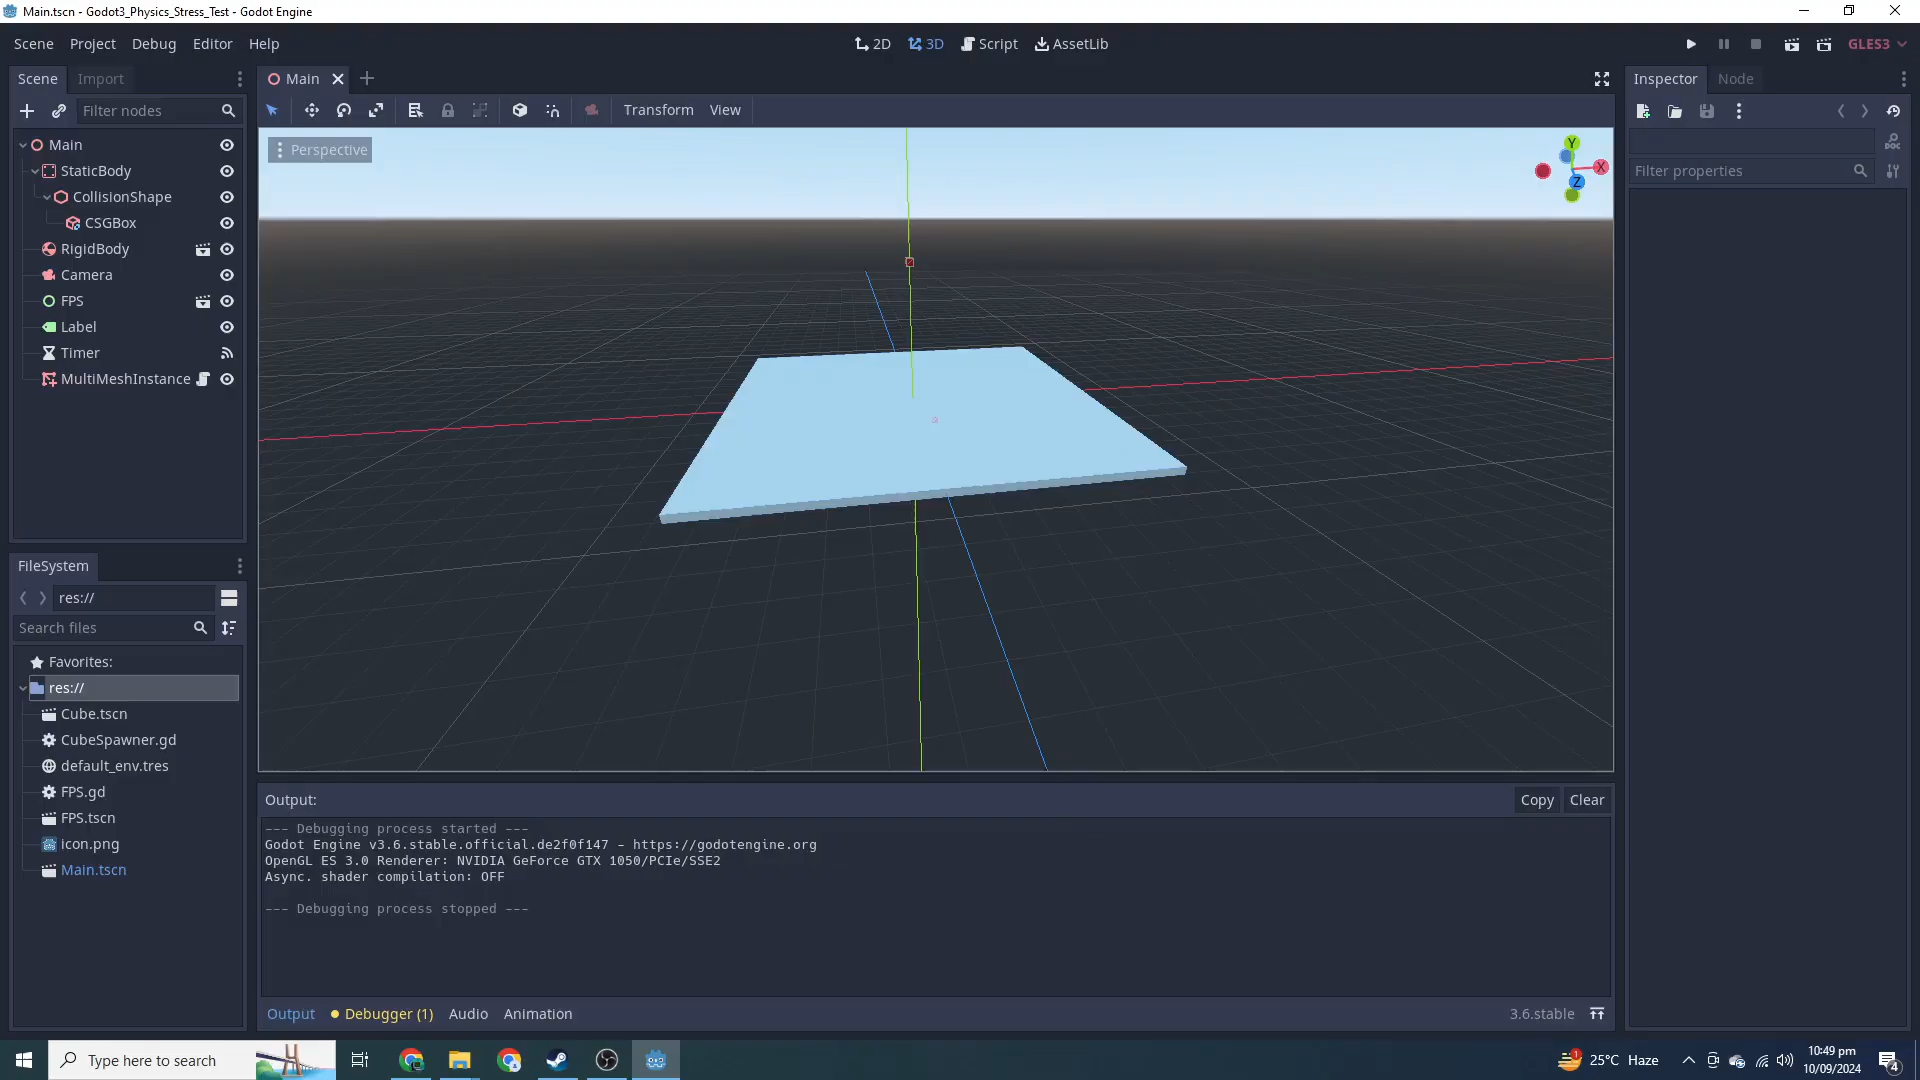 Main.tscn - Godot3_Physics_Stress_Test - Godot Engine
Scene Project Debug Editor Help
2D 3D Script AssetLib
GLES3
Scene Import
Main
Inspector Node
Filter nodes
Transform View
Main
StaticBody
CollisionShape
CSGBox
RigidBody
Camera
FPS
Label
Timer
MultiMeshInstance
Perspective
Y
X
Z
DOC
Filter properties
FileSystem
res://
Search files
Favorites:
res://
Cube.tscn
CubeSpawner.gd
default_env.tres
FPS.gd
FPS.tscn
icon.png
Main.tscn
Output:
Copy Clear
--- Debugging process started ---
Godot Engine v3.6.stable.official.de2f0f147 - https://godotengine.org
OpenGL ES 3.0 Renderer: NVIDIA GeForce GTX 1050/PCIe/SSE2
Async. shader compilation: OFF
--- Debugging process stopped ---
Output Debugger (1) Audio Animation
3.6.stable
Type here to search
1
25°C Haze
10:49 pm
10/09/2024
4